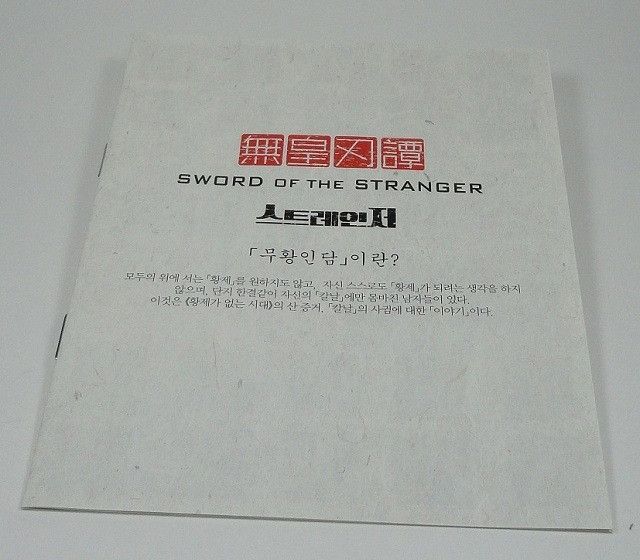 無皇刃譚
SWORD OF THE STRANGER
스트레인저
「무황인담」이란?
모두의 위에 서는 「황제」를 원하지도 않고, 자신 스스로도 「황제」가 되려는 생각을 하지
않으며, 단지 한결같이 자신의 「칼날」에만 몸바친 남자들이 있다.
이것은 《황제가 없는 시대》의 산 증거, 「칼날」의 사귐에 대한 「이야기」이다.